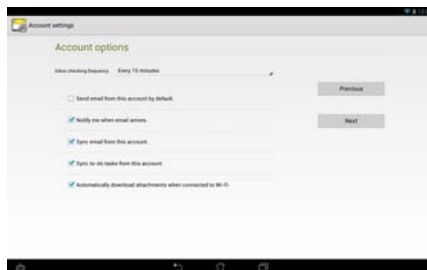 Account settings
Account options
Inbox checking frequency Every 15 minutes
Previous
Send email from this account by default.
Notify me when email arrives.
Next
Sync email from this account.
Sync to-do tasks from this account.
Automatically download attachments when connected to Wi-Fi